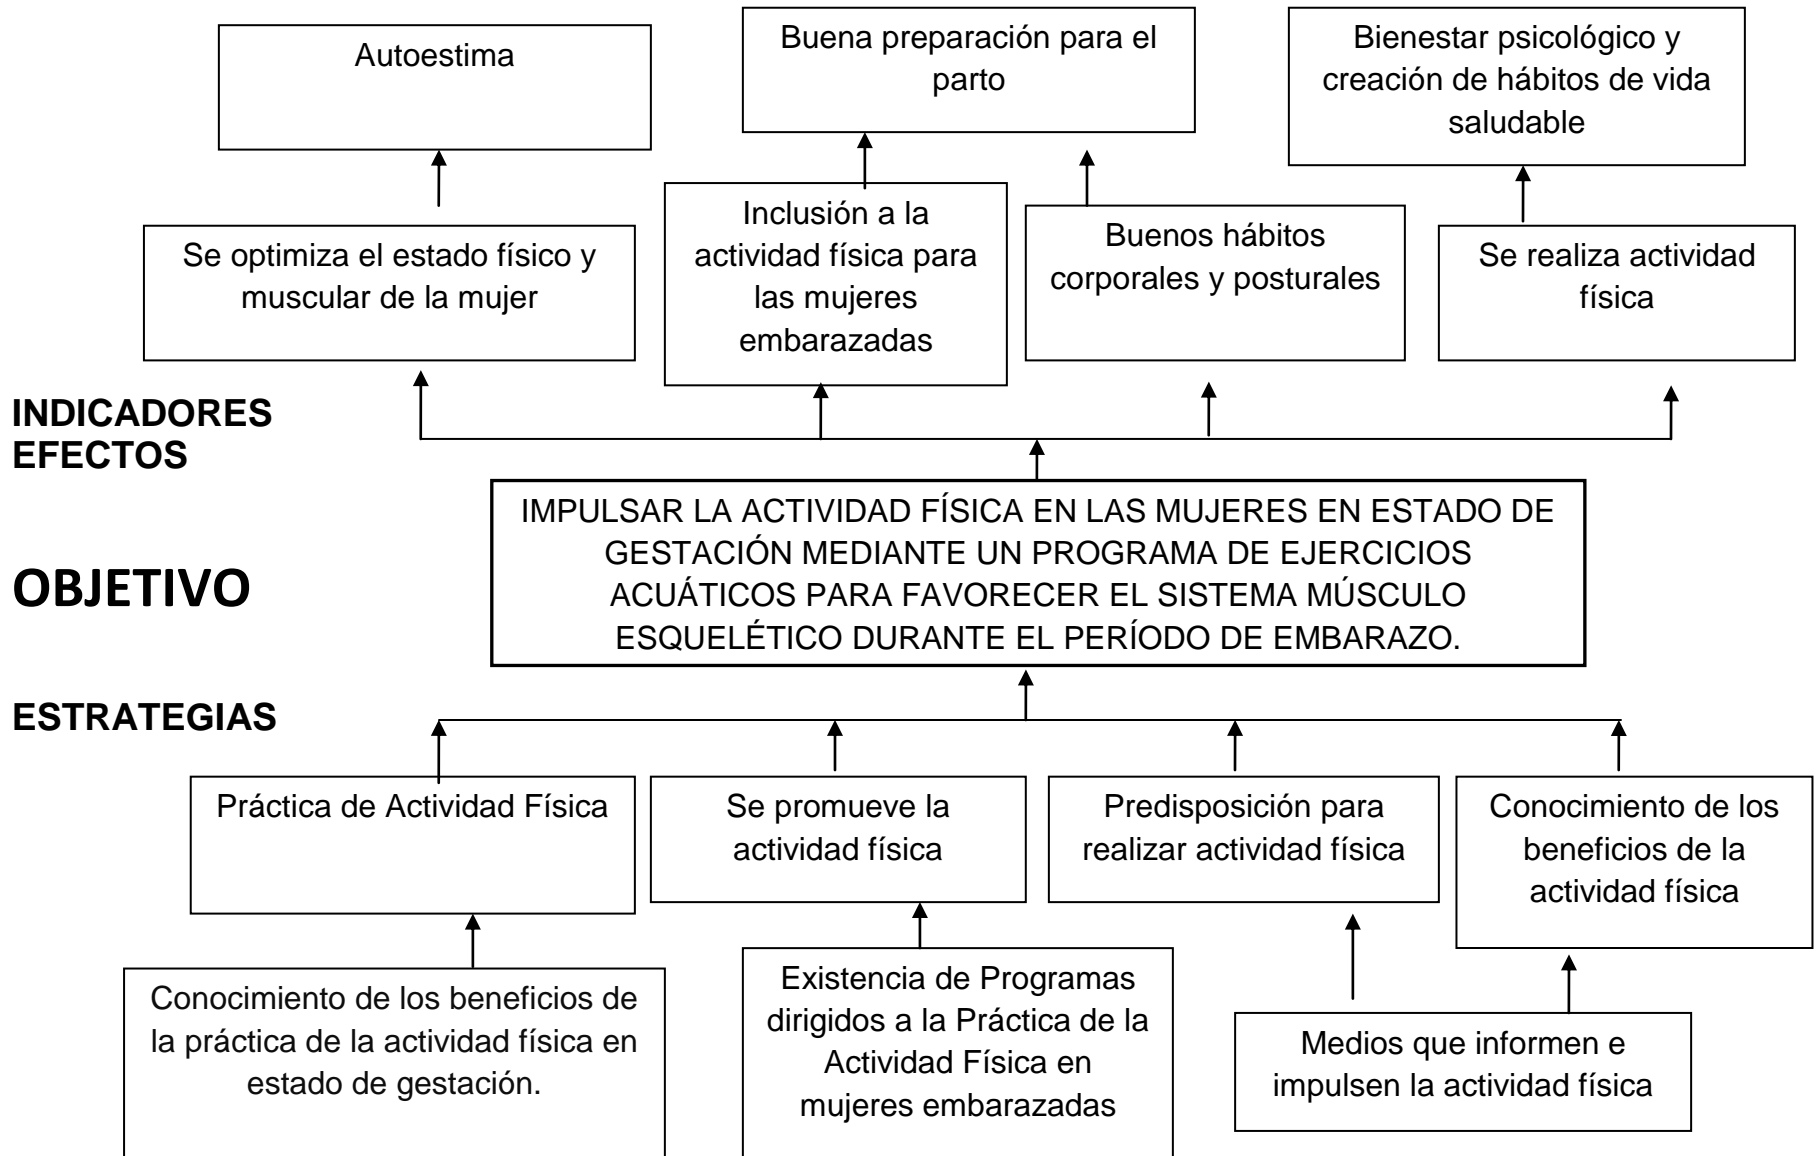 Autoestima
Buena preparación para el
parto
Bienestar psicológico y
creación de hábitos de vida
saludable
Se optimiza el estado físico y
muscular de la mujer
Inclusión a la
actividad física para
las mujeres
embarazadas
Buenos hábitos
corporales y posturales
Se realiza actividad
física
INDICADORES
EFECTOS
IMPULSAR LA ACTIVIDAD FÍSICA EN LAS MUJERES EN ESTADO DE
GESTACIÓN MEDIANTE UN PROGRAMA DE EJERCICIOS
ACUÁTICOS PARA FAVORECER EL SISTEMA MÚSCULO
ESQUELÉTICO DURANTE EL PERÍODO DE EMBARAZO.
OBJETIVO
ESTRATEGIAS
Práctica de Actividad Física
Se promueve la
actividad física
Predisposición para
realizar actividad física
Conocimiento de los
beneficios de la
actividad física
Conocimiento de los beneficios de
la práctica de la actividad física en
estado de gestación.
Existencia de Programas
dirigidos a la Práctica de la
Actividad Física en
mujeres embarazadas
Medios que informen e
impulsen la actividad física